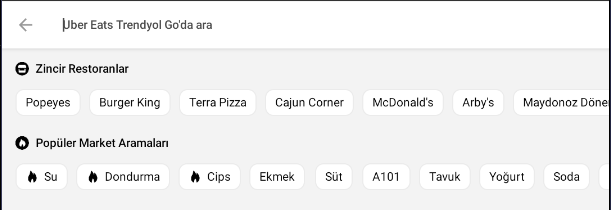 Uber Eats Trendyol Go'da ara
Zincir Restoranlar
Popeyes Burger King Terra Pizza Cajun Corner McDonald's Arby's Maydonoz Döner
Popüler Market Aramaları
Su Dondurma Cips Ekmek Süt A101 Tavuk Yoğurt Soda